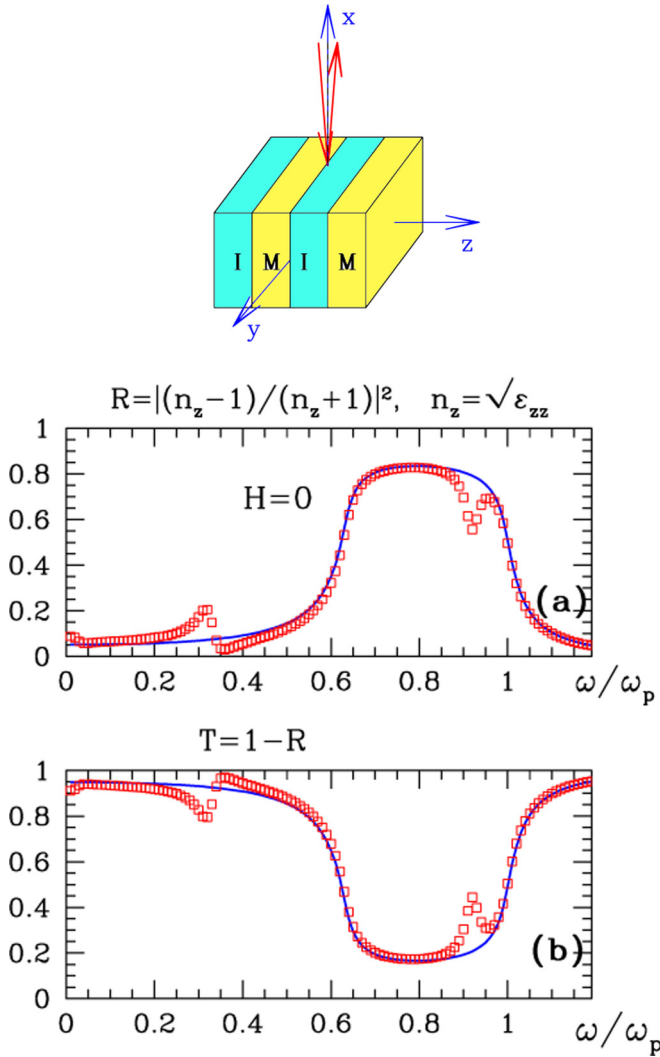 x
I M I M
z
y
R=|(n_z−1)/(n_z+1)|², n_z=√ε_zz
1
0.8
0.6
0.4
0.2
0
H=0
(a)
0 0.2 0.4 0.6 0.8 1 ω/ω_p
T=1−R
1
0.8
0.6
0.4
0.2
0
(b)
0 0.2 0.4 0.6 0.8 1 ω/ω_p